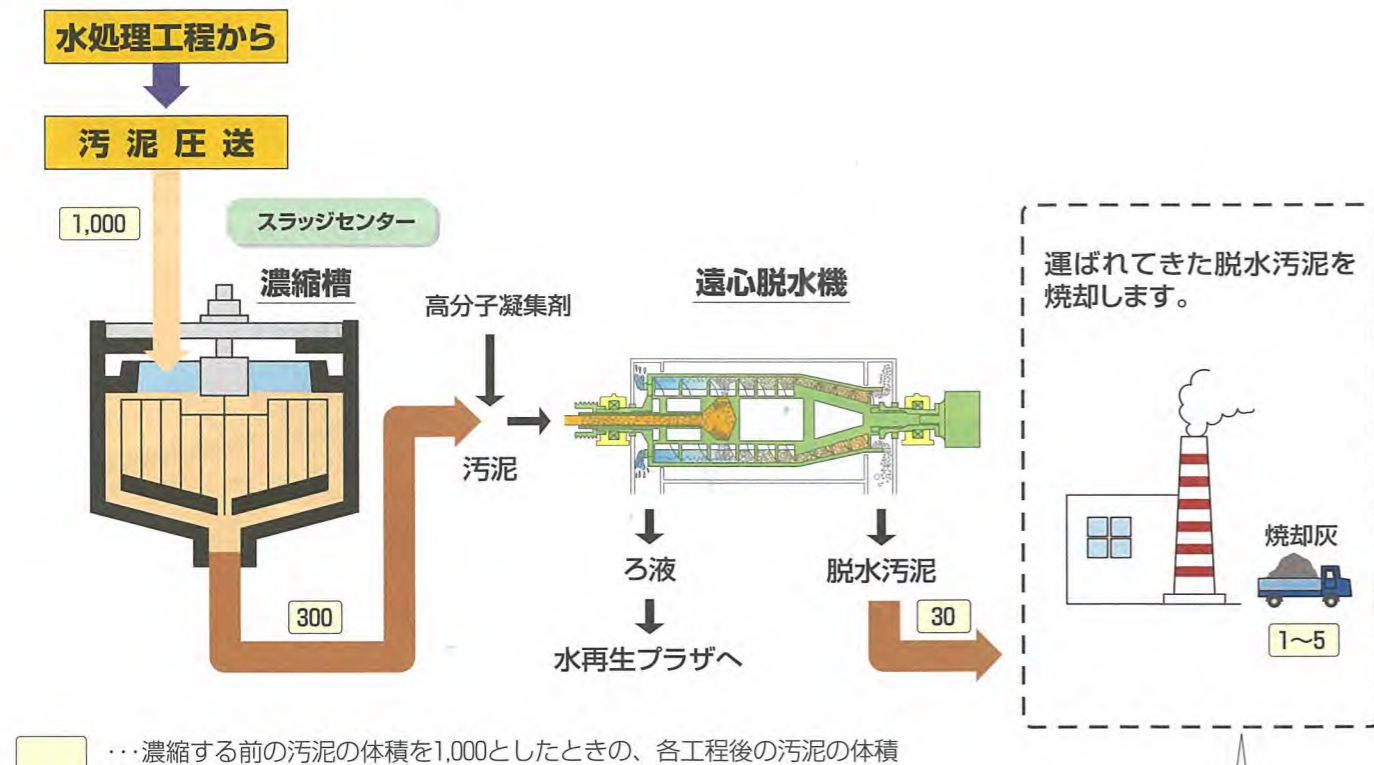 水処理工程から
汚泥圧送
1,000
スラッジセンター
濃縮槽
高分子凝集剤
汚泥
300
遠心脱水機
ろ液
水再生プラザへ
脱水汚泥
30
運ばれてきた脱水汚泥を
焼却します。
焼却灰
1〜5
･･･濃縮する前の汚泥の体積を1,000としたときの、各工程後の汚泥の体積